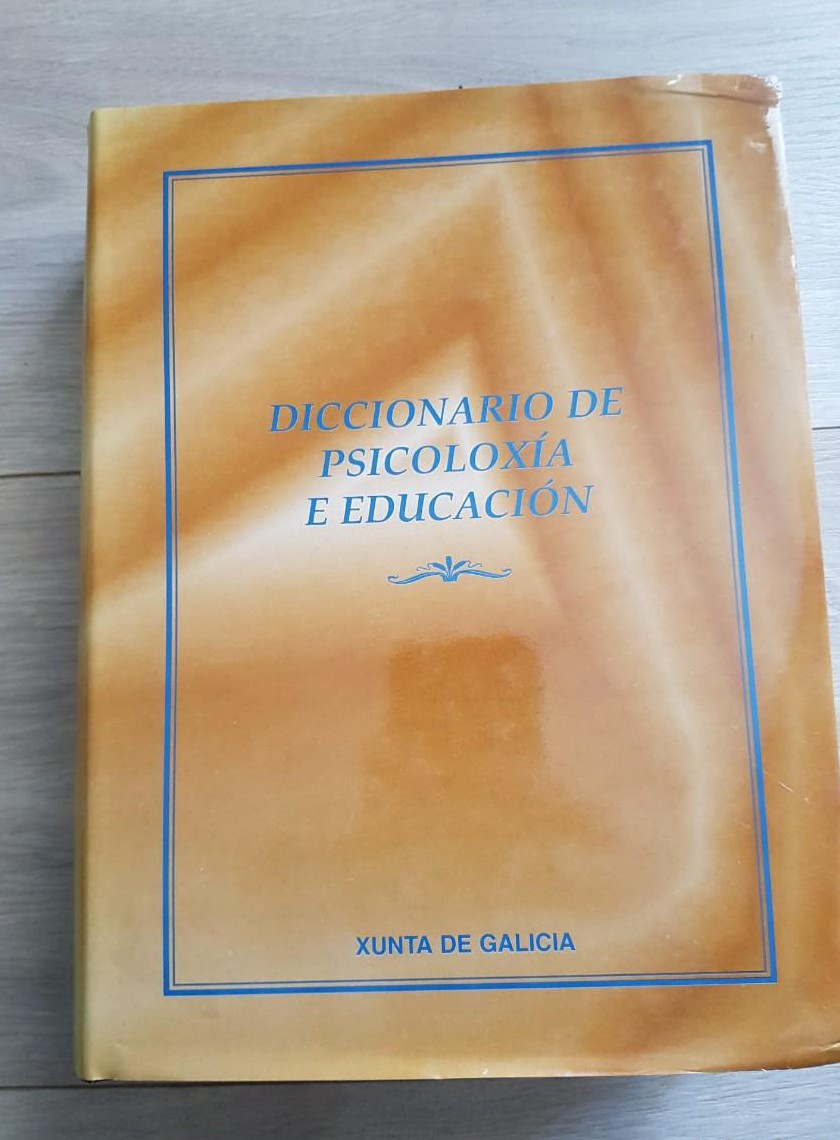 DICCIONARIO DE
PSICOLOXÍA
E EDUCACIÓN
XUNTA DE GALICIA